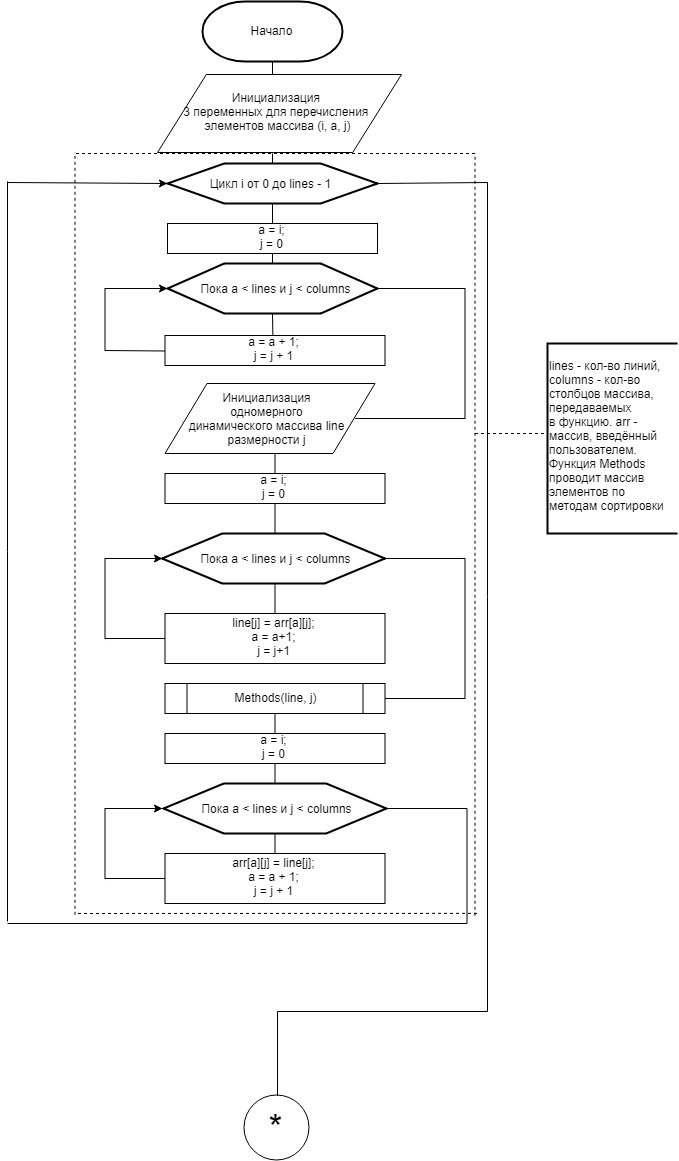 Начало
Инициализация
3 переменных для перечисления
элементов массива (i, a, j)
Цикл i от 0 до lines - 1
a = i;
j = 0
Пока a < lines и j < columns
a = a + 1;
j = j + 1
Инициализация
одномерного
динамического массива line
размерности j
a = i;
j = 0
Пока a < lines и j < columns
line[j] = arr[a][j];
a = a+1;
j = j+1
Methods(line, j)
a = i;
j = 0
Пока a < lines и j < columns
arr[a][j] = line[j];
a = a + 1;
j = j + 1
*
lines - кол-во линий,
columns - кол-во
столбцов массива,
передаваемых
в функцию. arr -
массив, введённый
пользователем.
Функция Methods
проводит массив
элементов по
методам сортировки